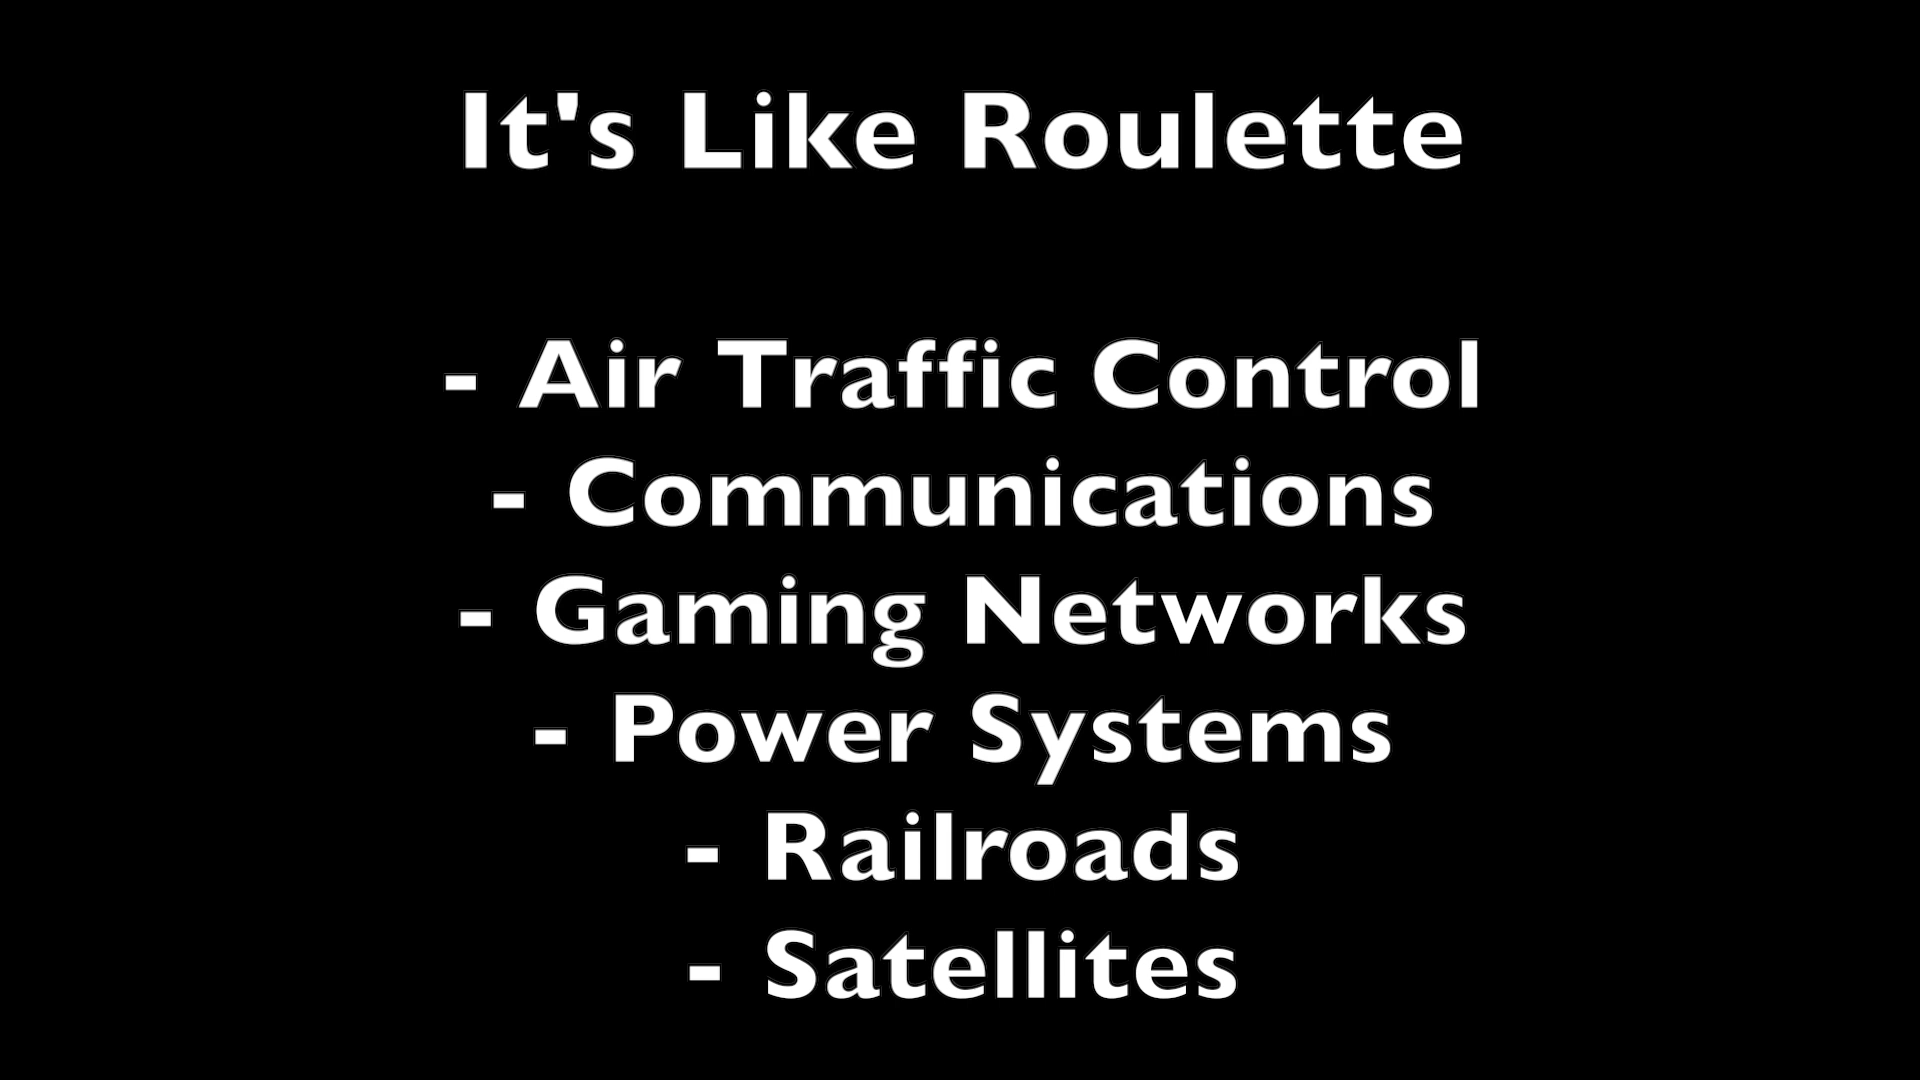 It's Like Roulette
- Air Traffic Control
- Communications
- Gaming Networks
- Power Systems
- Railroads
- Satellites